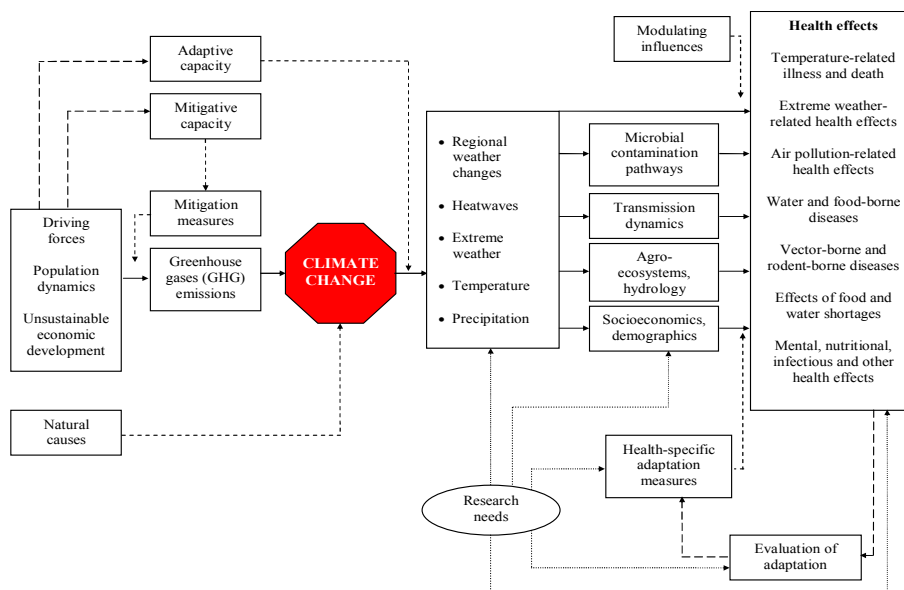 Adaptive
capacity
Mitigative
capacity
Mitigation
measures
Driving
forces
Population
dynamics
Unsustainable
economic
development
Greenhouse
gases (GHG)
emissions
Natural
causes
CLIMATE
CHANGE
• Regional
weather
changes
• Heatwaves
• Extreme
weather
• Temperature
• Precipitation
Modulating
influences
Microbial
contamination
pathways
Transmission
dynamics
Agro-
ecosystems,
hydrology
Socioeconomics,
demographics
Health effects
Temperature-related
illness and death
Extreme weather-
related health effects
Air pollution-related
health effects
Water and food-borne
diseases
Vector-borne and
rodent-borne diseases
Effects of food and
water shortages
Mental, nutritional,
infectious and other
health effects
Research
needs
Health-specific
adaptation
measures
Evaluation of
adaptation